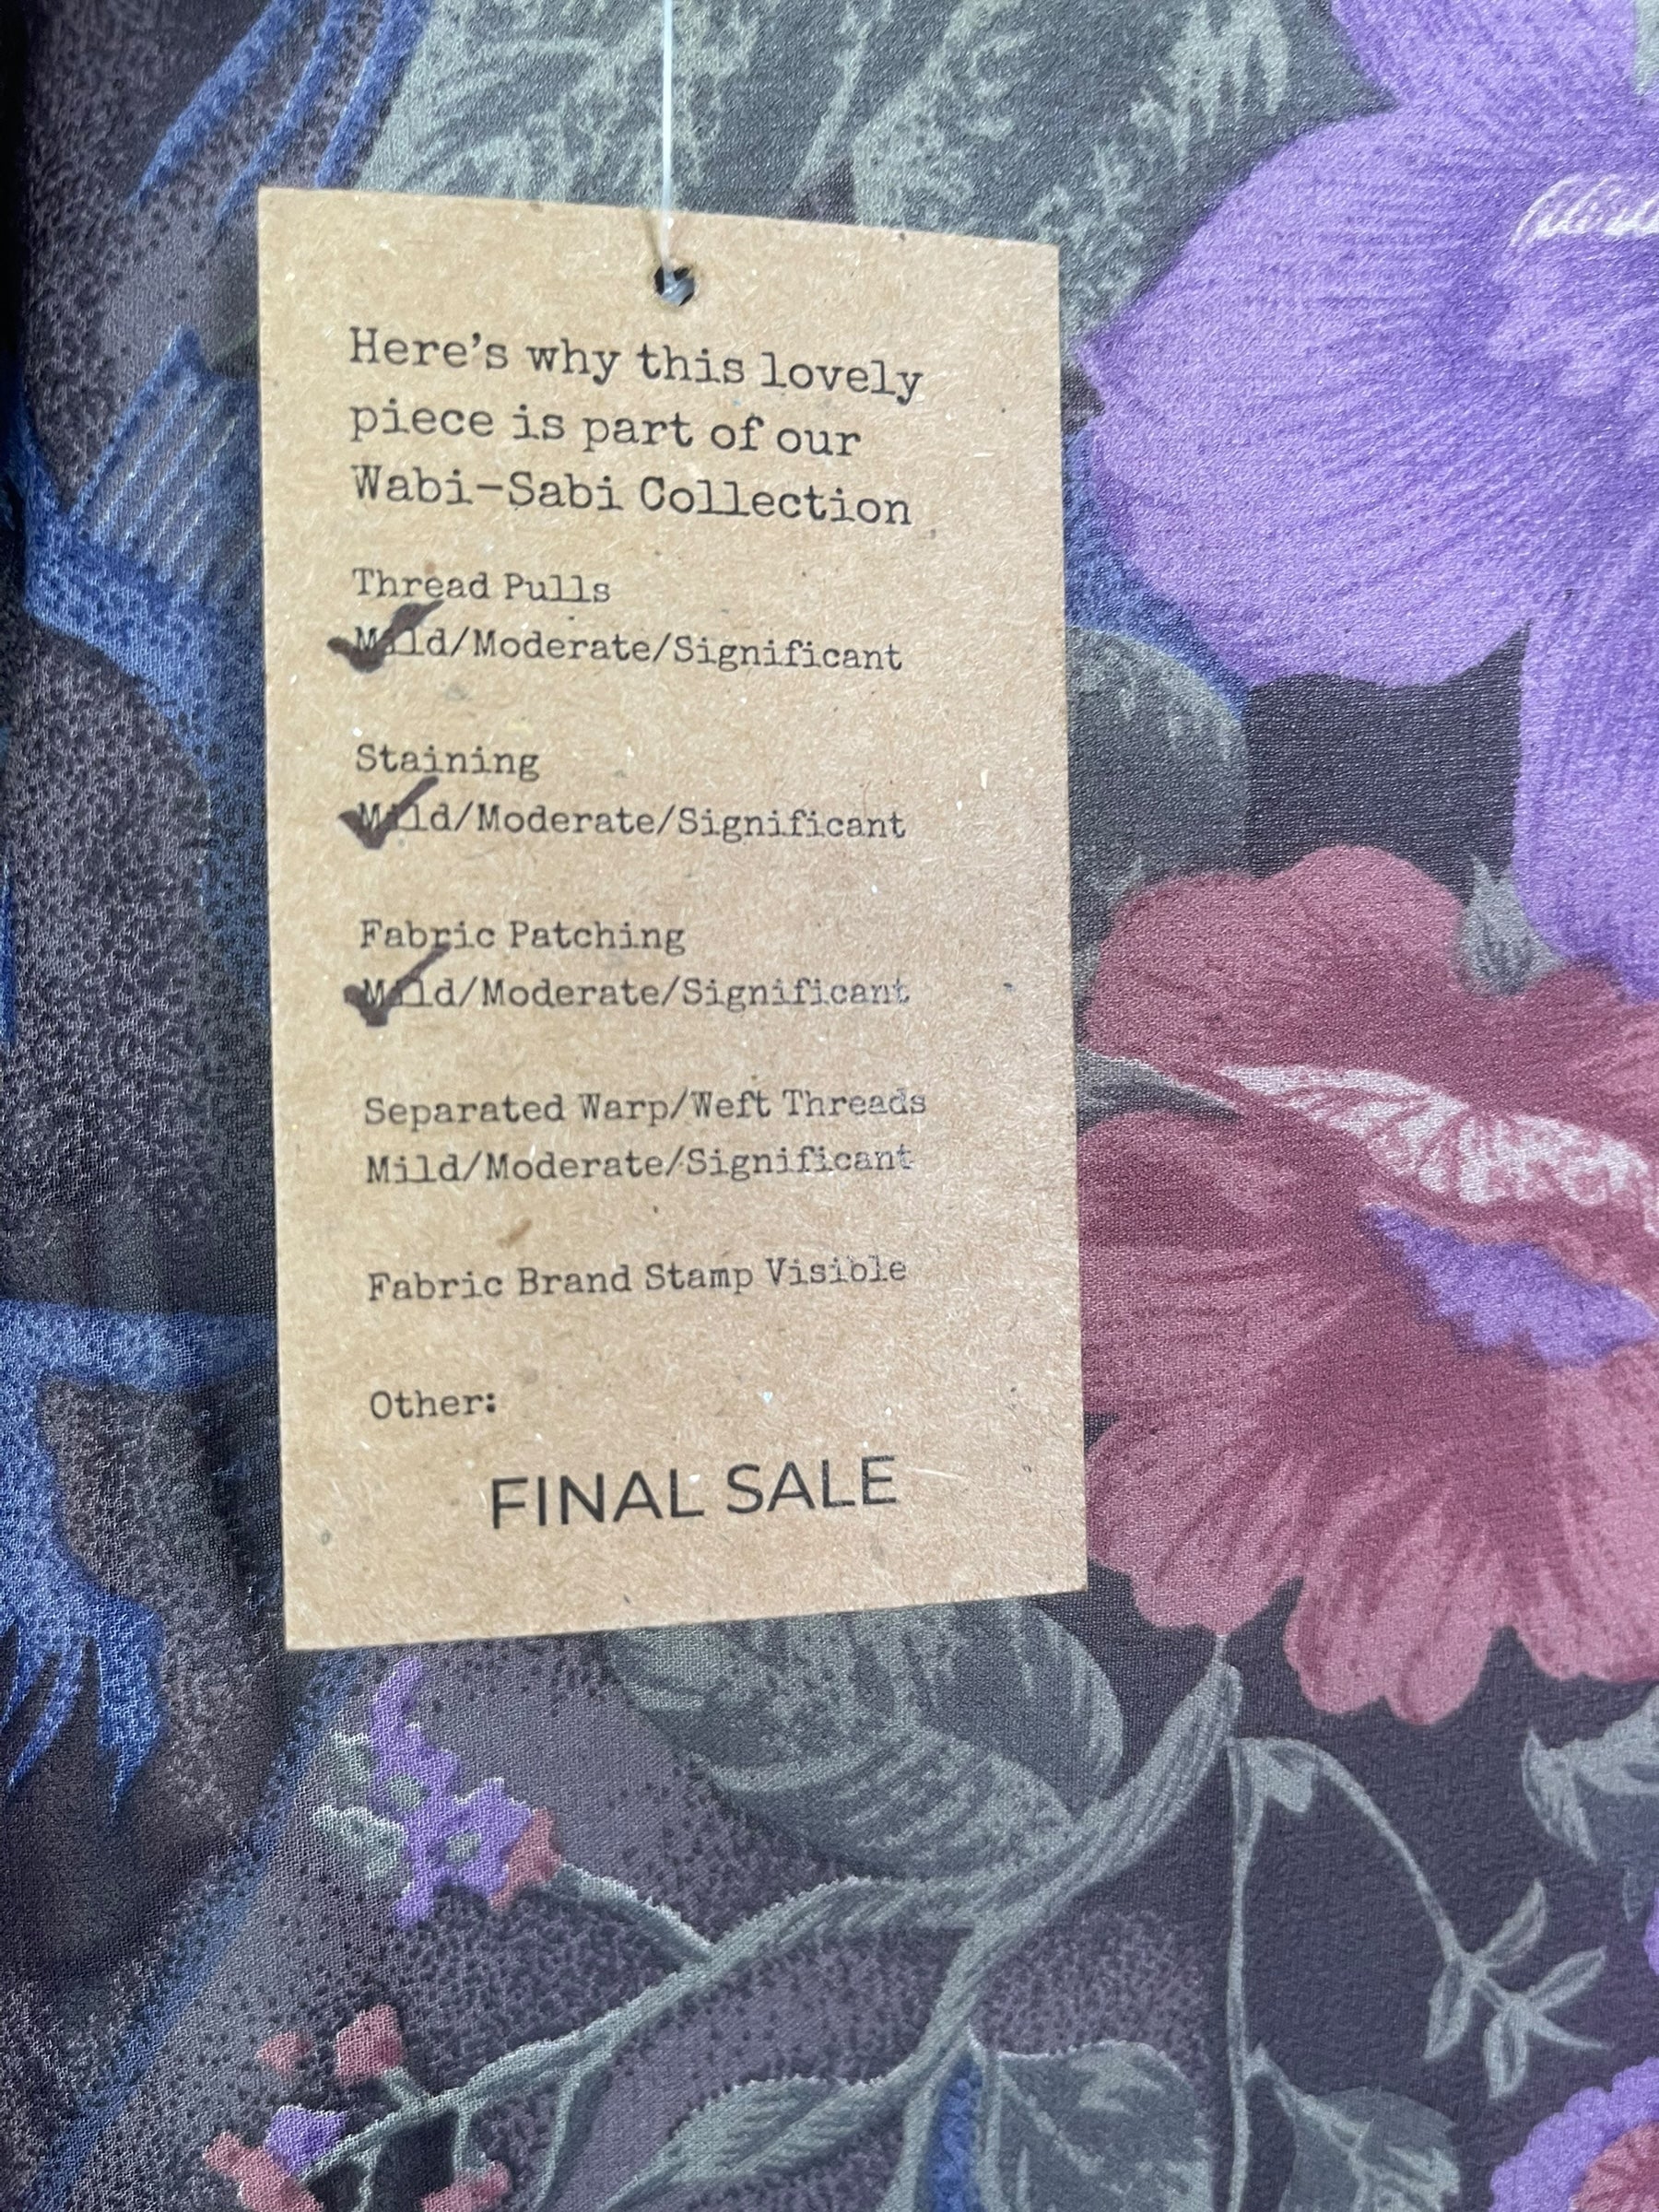 Here's why this lovely
piece is part of our
Wabi-Sabi Collection
Thread Pulls
Mild/Moderate/Significant
Staining
Mild/Moderate/Significant
Fabric Patching
Mild/Moderate/Significant
Separated Warp/Weft Threads
Mild/Moderate/Significant
Fabric Brand Stamp Visible
Other:
FINAL SALE